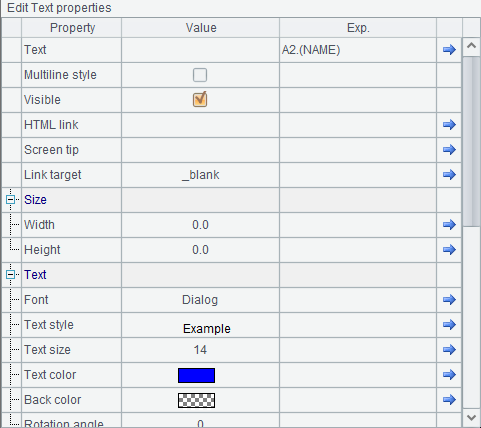 Edit Text properties
Property Value Exp.
Text A2.(NAME)
Multiline style
Visible
HTML link
Screen tip
Link target _blank
Size
Width 0.0
Height 0.0
Text
Font Dialog
Text style Example
Text size 14
Text color
Back color
Rotation angle 0